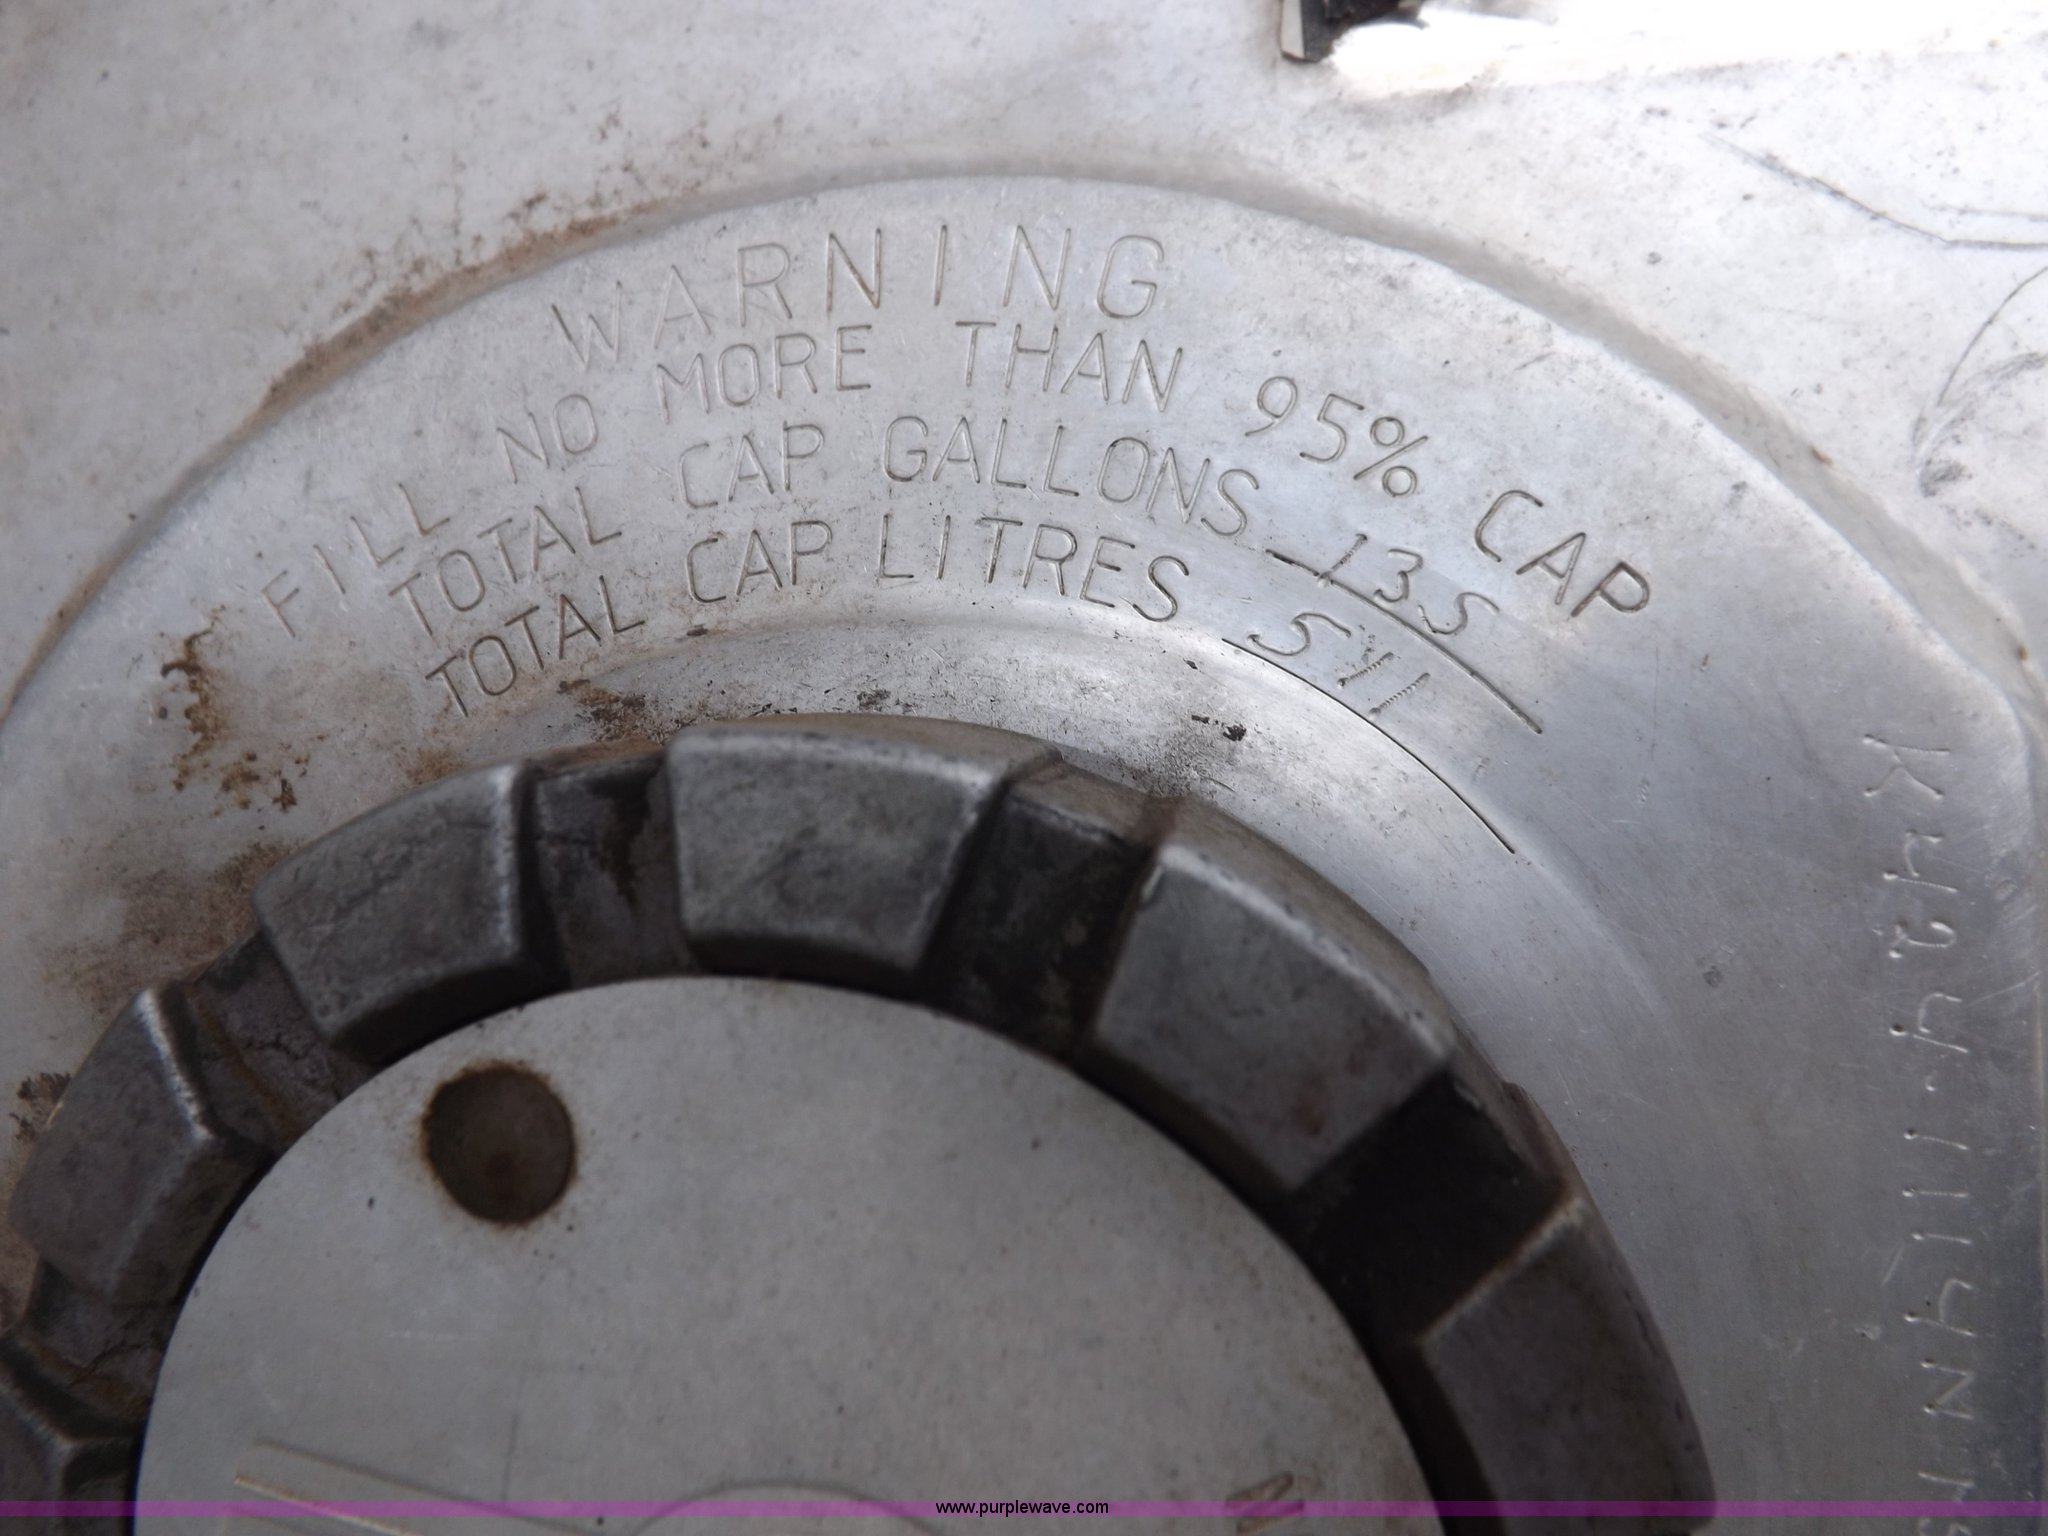 WARNING
FILL NO MORE THAN 95% CAP
TOTAL CAP GALLONS 135
TOTAL CAP LITRES 511
www.purplewave.com